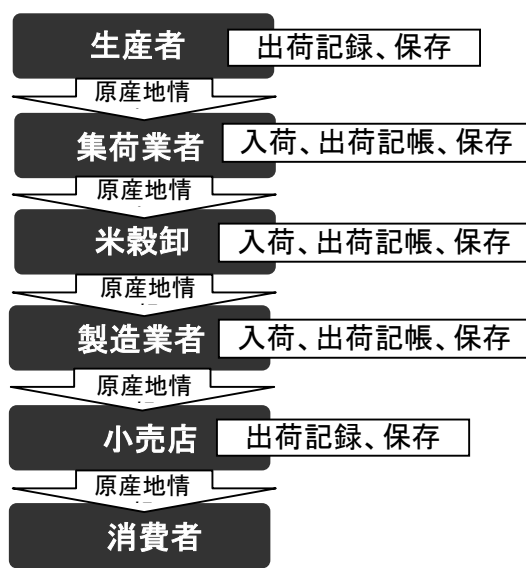 生産者 出荷記録、保存
原産地情
集荷業者 入荷、出荷記帳、保存
原産地情
米穀卸 入荷、出荷記帳、保存
原産地情
製造業者 入荷、出荷記帳、保存
原産地情
小売店 出荷記録、保存
原産地情
消費者